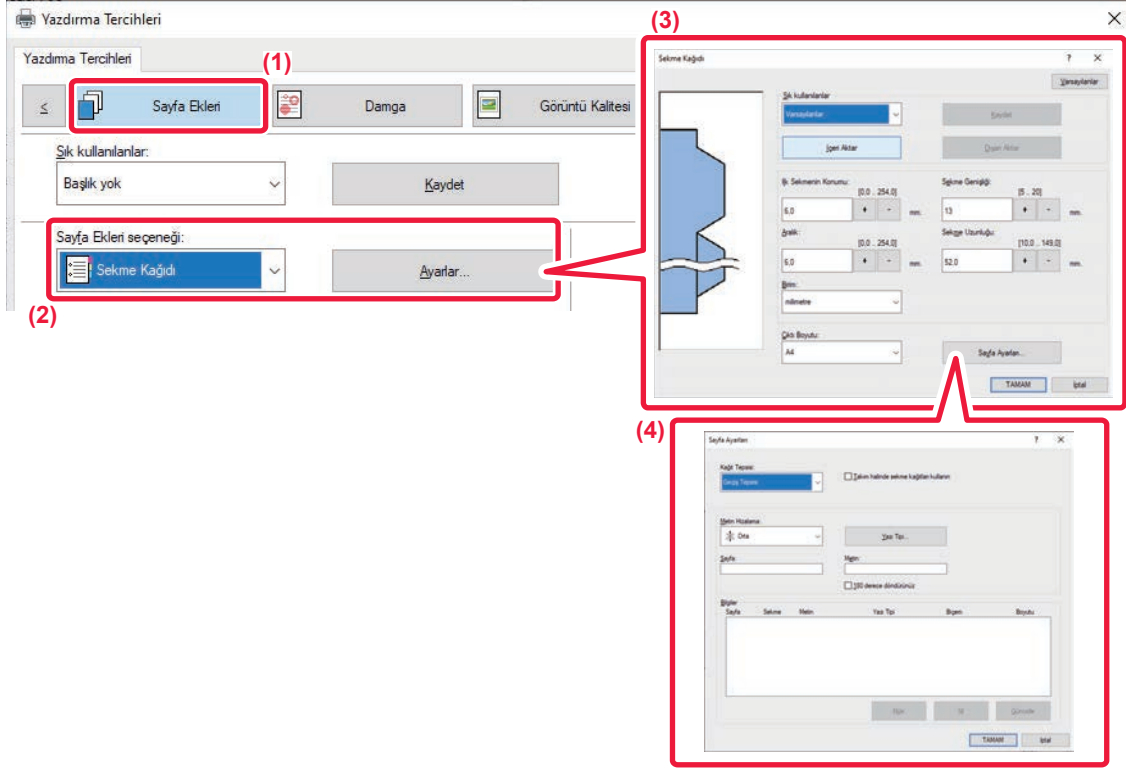 Yazdırma Tercihleri
Yazdırma Tercihleri
(1)
≤
Sayfa Ekleri
Damga
Görüntü Kalitesi
Sık kullanılanlar:
Başlık yok
Kaydet
Sayfa Ekleri seçeneği:
Sekme Kağıdı
Ayarlar...
(2)
(3)
Sekme Kağıdı
?
Varsayılanlar
Sık kullanılanlar
Varsayılanlar
Kaydet
İçeri Aktar
Dışarı Aktar
İlk Sekmenin Konumu:
[0,0 .. 254,0]
6,0
+ - mm.
Sekme Genişliği:
[5 .. 20]
13
+ - mm.
Aralık:
[0,0 .. 254,0]
6,0
+ - mm.
Sekme Uzunluğu:
[10,0 .. 149,0]
52,0
+ - mm.
Birim:
milimetre
Çıktı Boyutu:
A4
Sayfa Ayarları...
TAMAM
İptal
(4)
Sayfa Ayarları
?
Kağıt Tepsisi:
Geçiş Tepsisi
Takım halinde sekme kağıtları kullanın
Metin Hizalama:
Orta
Yazı Tipi...
Sayfa:
Metin:
180 derece döndürünüz
Bilgiler
Sayfa Sekme Metin Yazı Tipi Biçem Boyutu
Ekle
Sil
Güncelle
TAMAM
İptal